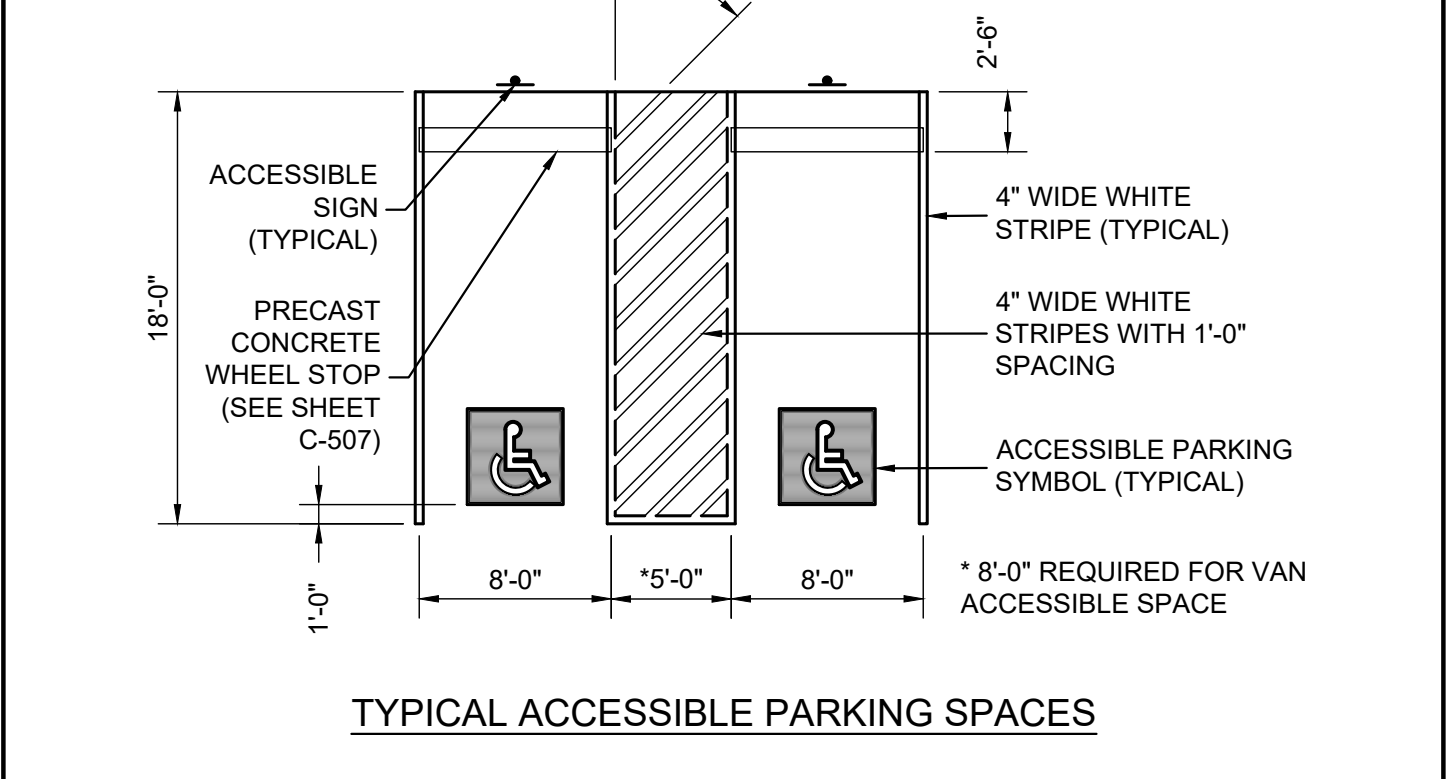 2'-6"
ACCESSIBLE
SIGN
(TYPICAL)
4" WIDE WHITE
STRIPE (TYPICAL)
18'-0"
PRECAST
CONCRETE
WHEEL STOP
(SEE SHEET
C-507)
4" WIDE WHITE
STRIPES WITH 1'-0"
SPACING
ACCESSIBLE PARKING
SYMBOL (TYPICAL)
1'-0"
8'-0"
*5'-0"
8'-0"
* 8'-0" REQUIRED FOR VAN
ACCESSIBLE SPACE
TYPICAL ACCESSIBLE PARKING SPACES